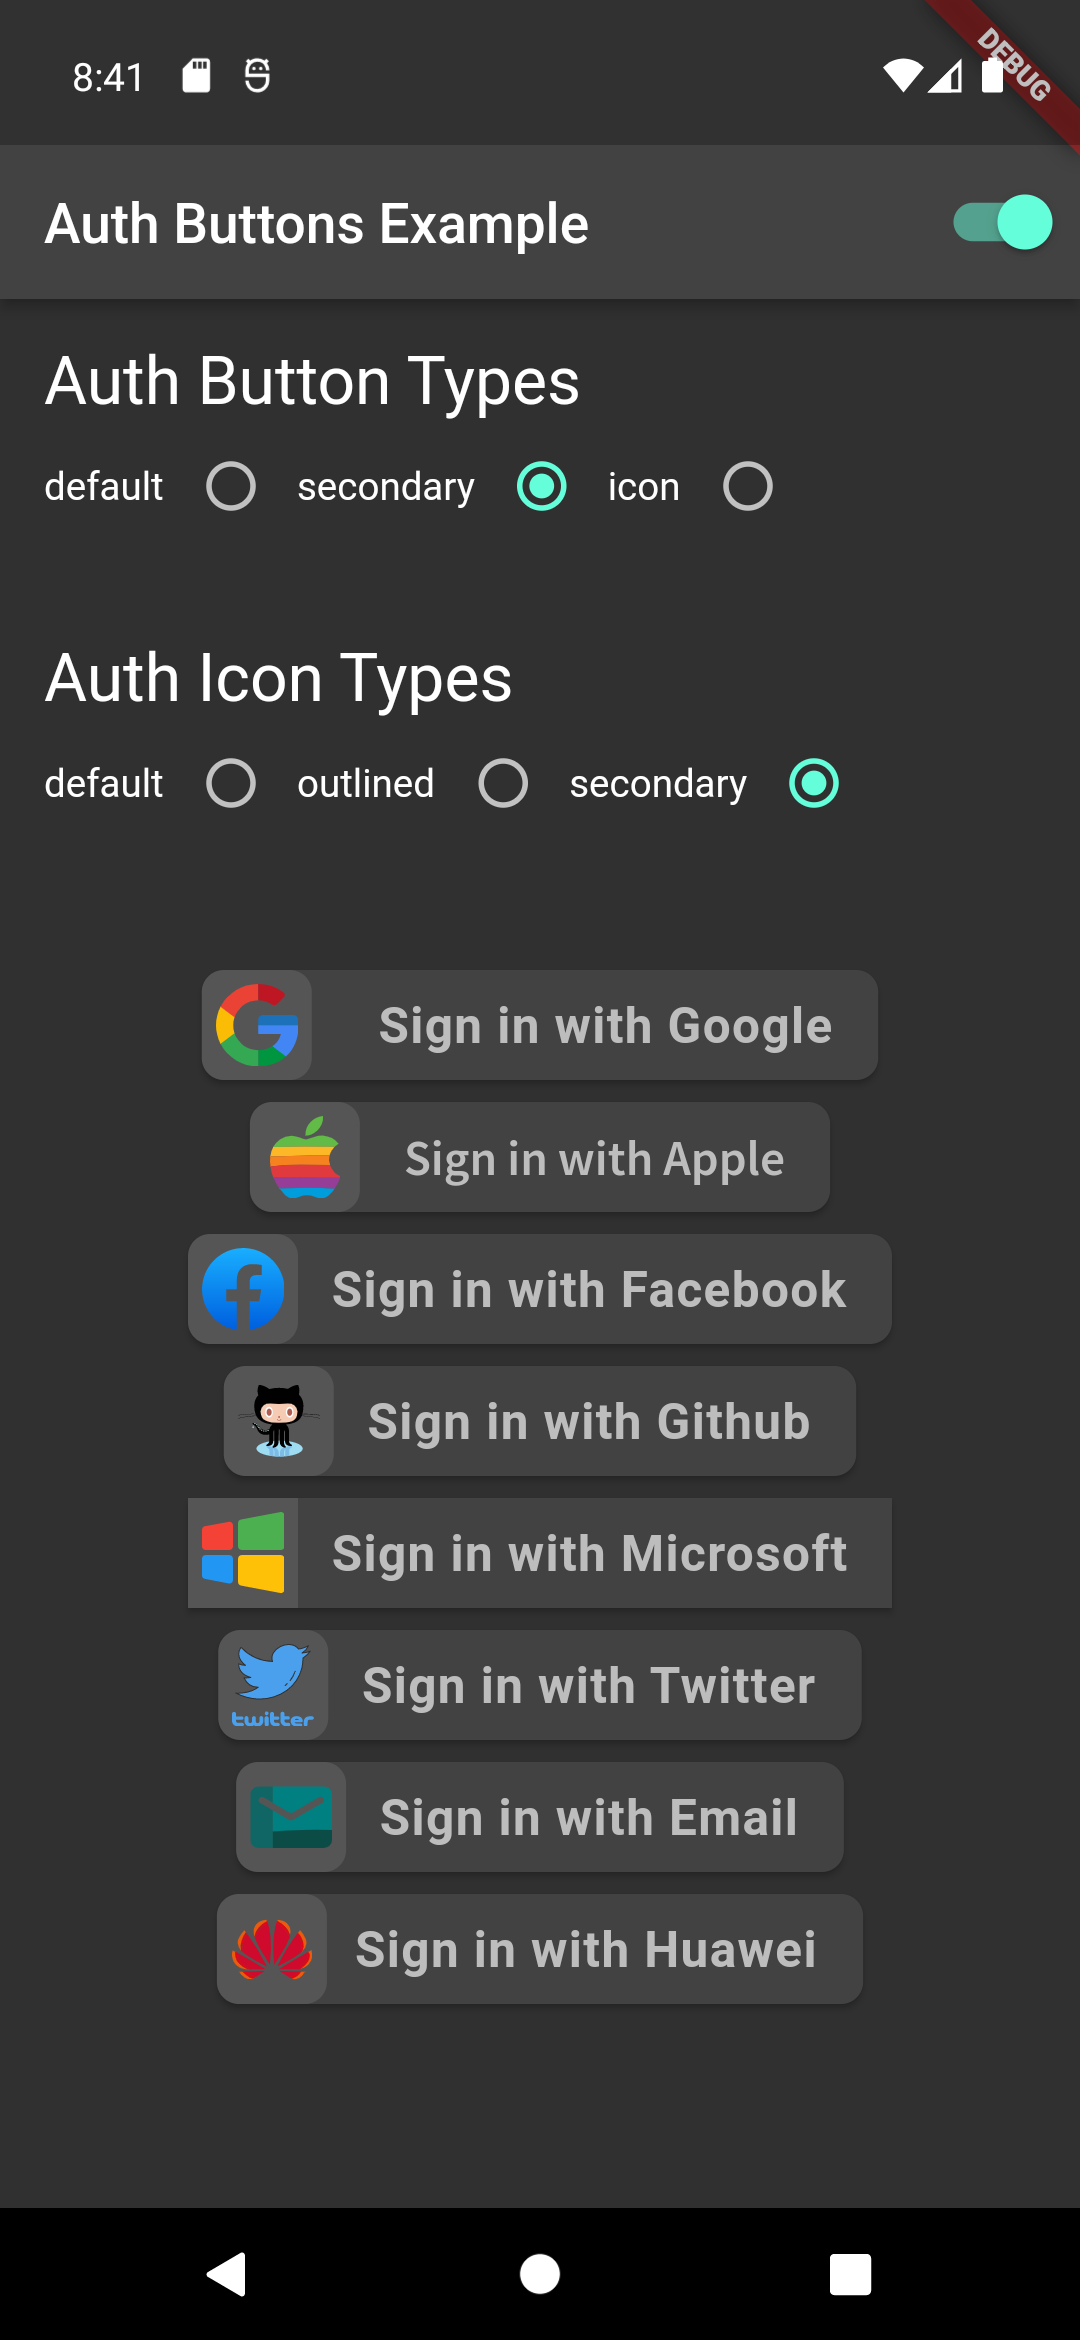 8:41
DEBUG
Auth Buttons Example
Auth Button Types
default secondary icon
Auth Icon Types
default outlined secondary
Sign in with Google
Sign in with Apple
Sign in with Facebook
Sign in with Github
Sign in with Microsoft
Sign in with Twitter
twitter
Sign in with Email
Sign in with Huawei